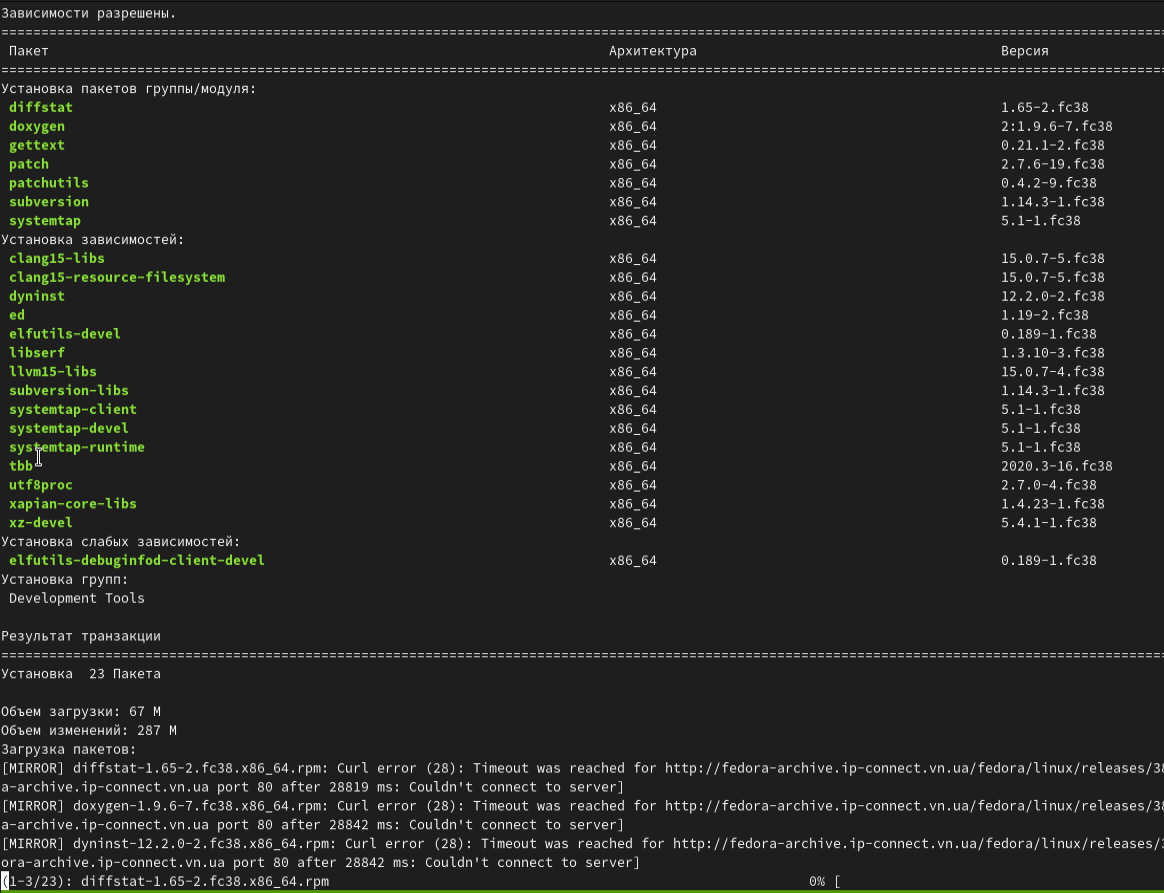 Зависимости разрешены.
================================================================================
Пакет Архитектура Версия
================================================================================
Установка пакетов группы/модуля:
diffstat x86_64 1.65-2.fc38
doxygen x86_64 2:1.9.6-7.fc38
gettext x86_64 0.21.1-2.fc38
patch x86_64 2.7.6-19.fc38
patchutils x86_64 0.4.2-9.fc38
subversion x86_64 1.14.3-1.fc38
systemtap x86_64 5.1-1.fc38
Установка зависимостей:
clang15-libs x86_64 15.0.7-5.fc38
clang15-resource-filesystem x86_64 15.0.7-5.fc38
dyninst x86_64 12.2.0-2.fc38
ed x86_64 1.19-2.fc38
elfutils-devel x86_64 0.189-1.fc38
libserf x86_64 1.3.10-3.fc38
llvm15-libs x86_64 15.0.7-4.fc38
subversion-libs x86_64 1.14.3-1.fc38
systemtap-client x86_64 5.1-1.fc38
systemtap-devel x86_64 5.1-1.fc38
systemtap-runtime x86_64 5.1-1.fc38
tbb x86_64 2020.3-16.fc38
utf8proc x86_64 2.7.0-4.fc38
xapian-core-libs x86_64 1.4.23-1.fc38
xz-devel x86_64 5.4.1-1.fc38
Установка слабых зависимостей:
elfutils-debuginfod-client-devel x86_64 0.189-1.fc38
Установка групп:
Development Tools
Результат транзакции
================================================================================
Установка  23 Пакета
Объем загрузки: 67 M
Объем изменений: 287 M
Загрузка пакетов:
[MIRROR] diffstat-1.65-2.fc38.x86_64.rpm: Curl error (28): Timeout was reached for http://fedora-archive.ip-connect.vn.ua/fedora/linux/releases/38
a-archive.ip-connect.vn.ua port 80 after 28819 ms: Couldn't connect to server]
[MIRROR] doxygen-1.9.6-7.fc38.x86_64.rpm: Curl error (28): Timeout was reached for http://fedora-archive.ip-connect.vn.ua/fedora/linux/releases/38
a-archive.ip-connect.vn.ua port 80 after 28842 ms: Couldn't connect to server]
[MIRROR] dyninst-12.2.0-2.fc38.x86_64.rpm: Curl error (28): Timeout was reached for http://fedora-archive.ip-connect.vn.ua/fedora/linux/releases/3
ora-archive.ip-connect.vn.ua port 80 after 28842 ms: Couldn't connect to server]
(1-3/23): diffstat-1.65-2.fc38.x86_64.rpm 0% [